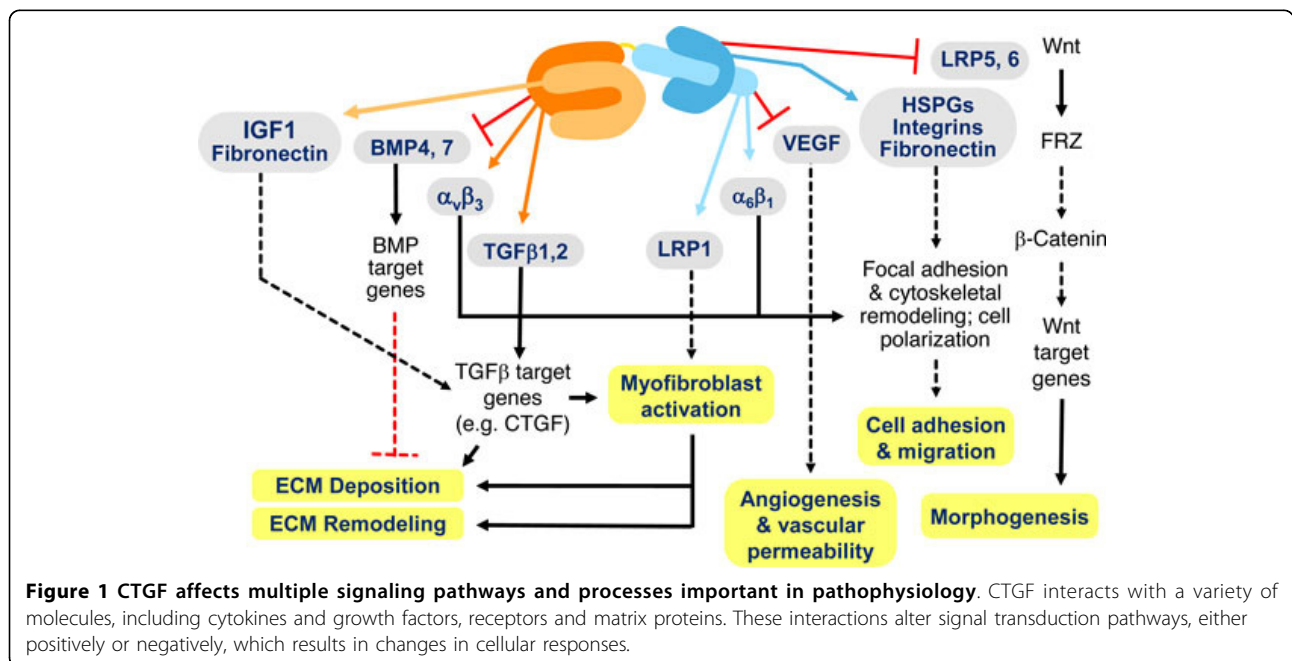 LRP5, 6
Wnt
IGF1
Fibronectin
BMP4, 7
VEGF
HSPGs
Integrins
Fibronectin
FRZ
αvβ3
α6β1
BMP
target
genes
TGFβ1,2
LRP1
β-Catenin
Focal adhesion
& cytoskeletal
remodeling; cell
polarization
Wnt
target
genes
TGFβ target
genes
(e.g. CTGF)
Myofibroblast
activation
Cell adhesion
& migration
ECM Deposition
ECM Remodeling
Angiogenesis
& vascular
permeability
Morphogenesis
Figure 1 CTGF affects multiple signaling pathways and processes important in pathophysiology. CTGF interacts with a variety of
molecules, including cytokines and growth factors, receptors and matrix proteins. These interactions alter signal transduction pathways, either
positively or negatively, which results in changes in cellular responses.